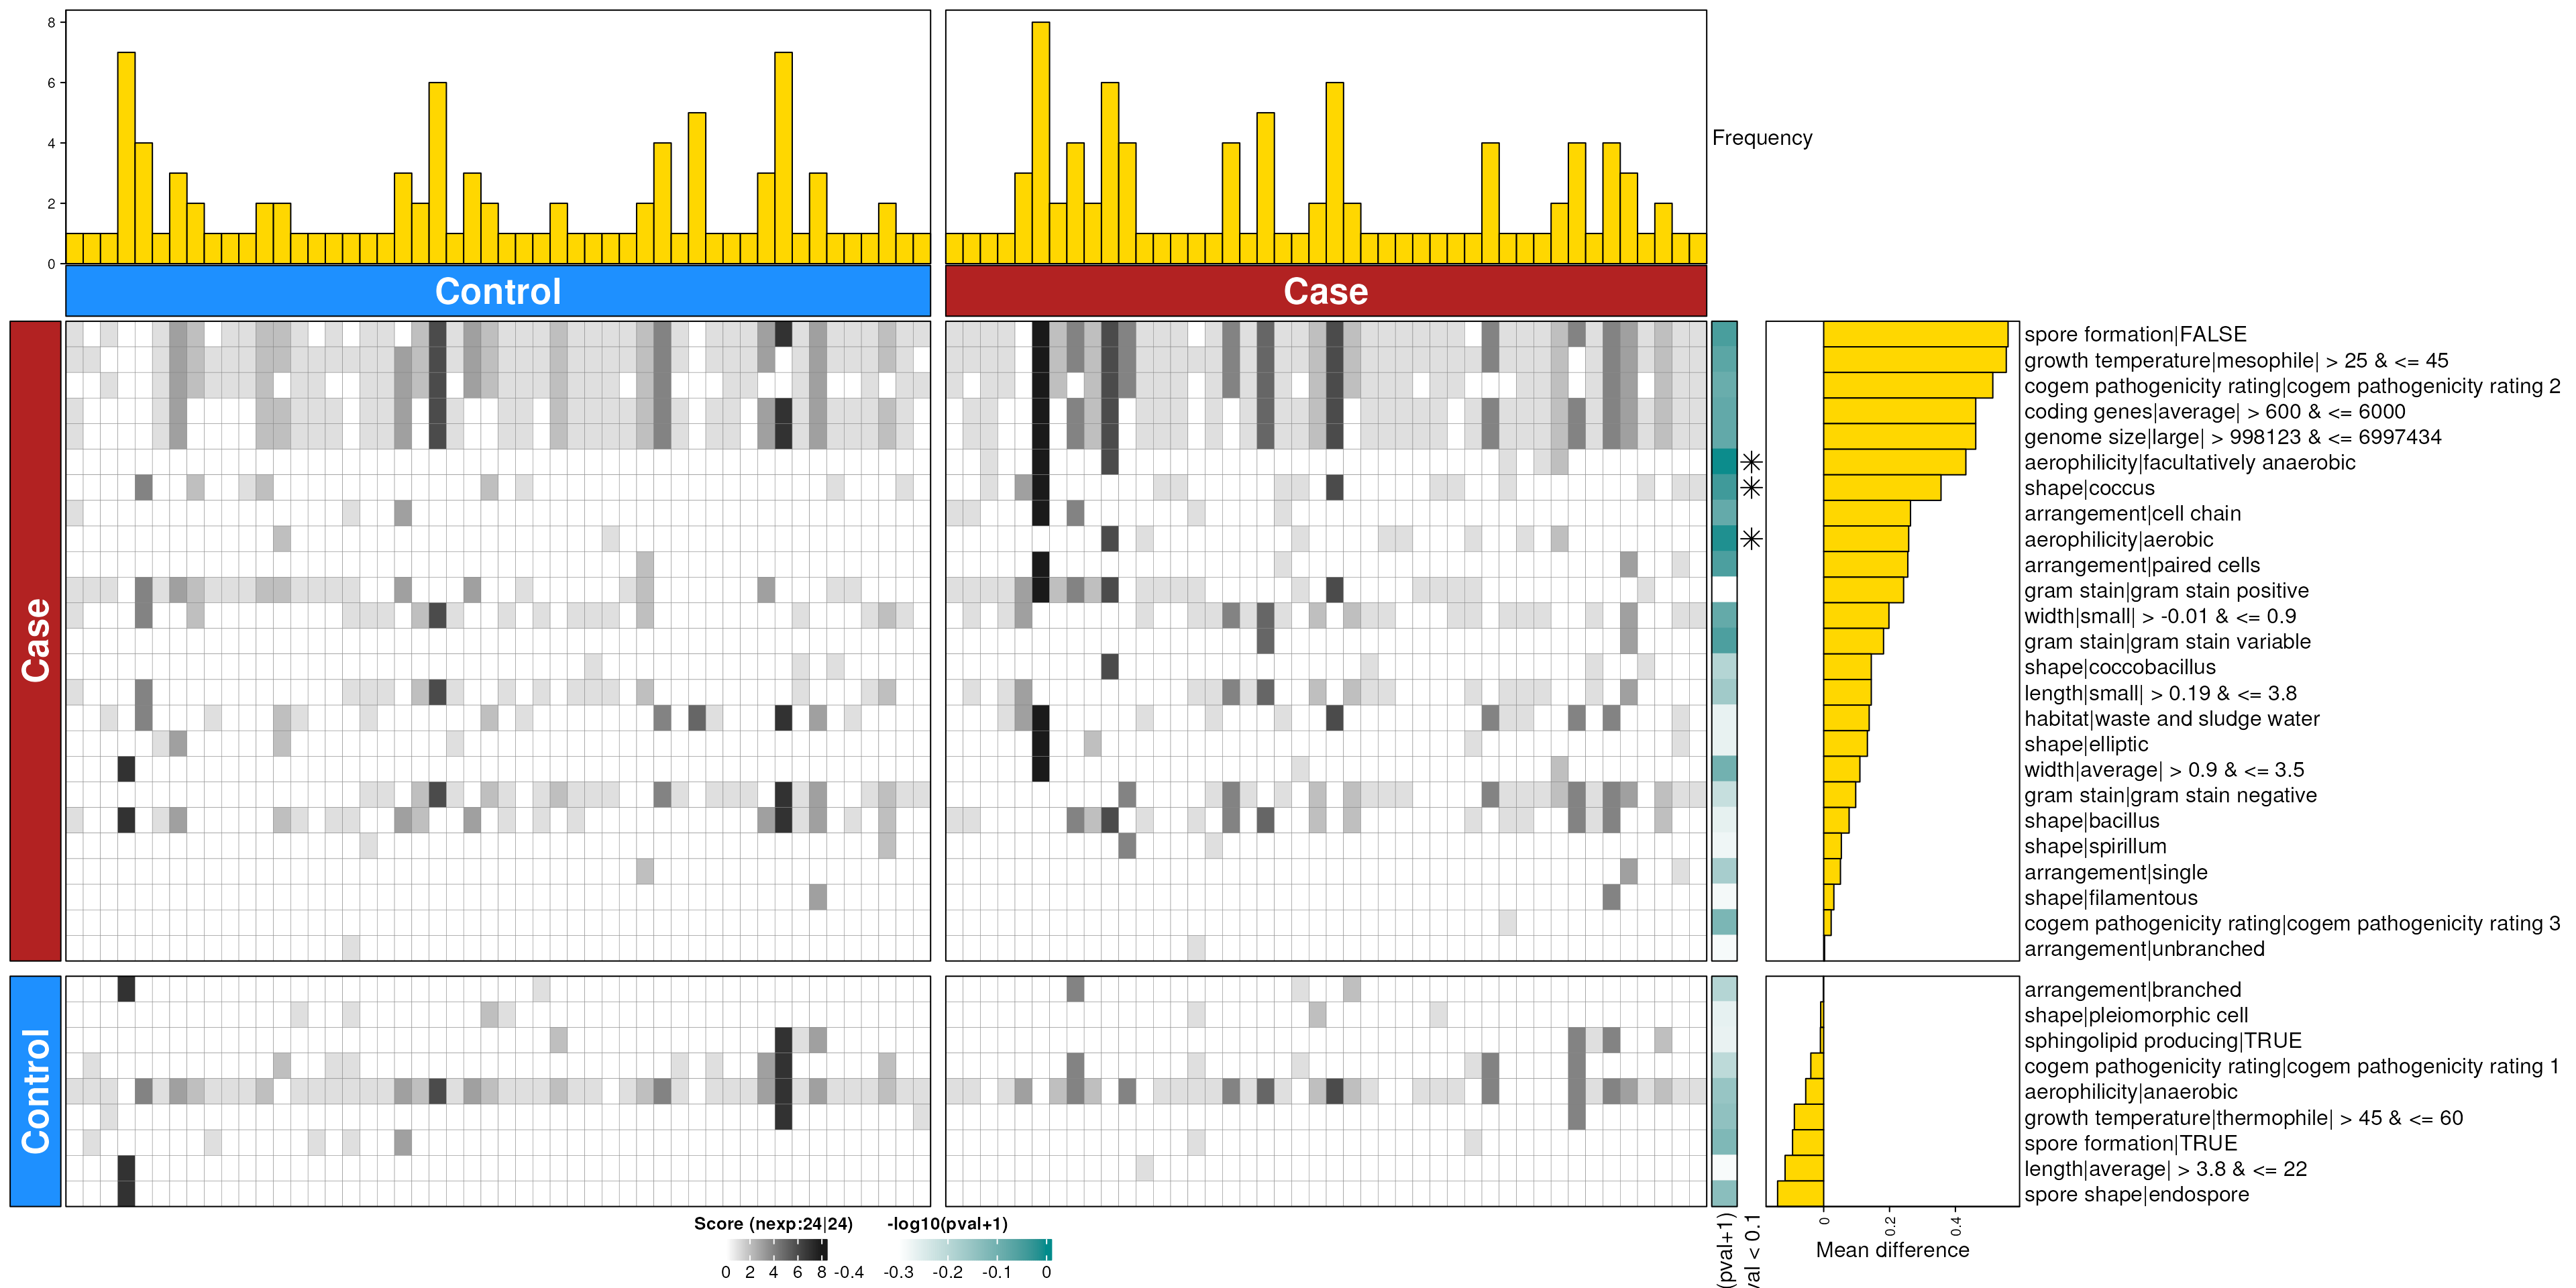 8
6
4
2
0
Frequency
Control
Case
Case
spore formation|FALSE
growth temperature|mesophile| > 25 & <= 45
cogem pathogenicity rating|cogem pathogenicity rating 2
coding genes|average| > 600 & <= 6000
genome size|large| > 998123 & <= 6997434
aerophilicity|facultatively anaerobic
shape|coccus
arrangement|cell chain
aerophilicity|aerobic
arrangement|paired cells
gram stain|gram stain positive
width|small| > -0.01 & <= 0.9
gram stain|gram stain variable
shape|coccobacillus
length|small| > 0.19 & <= 3.8
habitat|waste and sludge water
shape|elliptic
width|average| > 0.9 & <= 3.5
gram stain|gram stain negative
shape|bacillus
shape|spirillum
arrangement|single
shape|filamentous
cogem pathogenicity rating|cogem pathogenicity rating 3
arrangement|unbranched
Control
arrangement|branched
shape|pleiomorphic cell
sphingolipid producing|TRUE
cogem pathogenicity rating|cogem pathogenicity rating 1
aerophilicity|anaerobic
growth temperature|thermophile| > 45 & <= 60
spore formation|TRUE
length|average| > 3.8 & <= 22
spore shape|endospore
(pval+1)
val < 0.1
0 0.2 0.4
Mean difference
Score (nexp:24|24) -log10(pval+1)
0 2 4 6 8 -0.4 -0.3 -0.2 -0.1 0